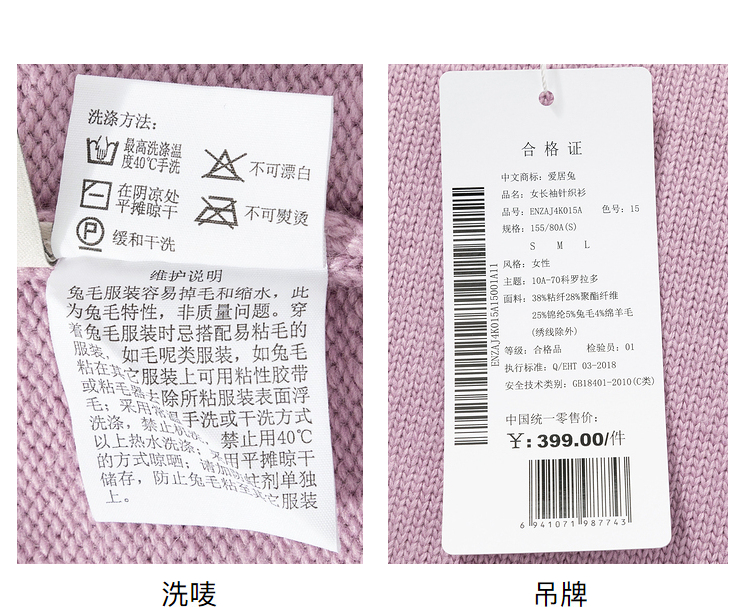 洗涤方法:
最高洗涤温
度40℃手洗
不可漂白
在阴凉处
平摊晾干
不可熨烫
P
缓和干洗
维护说明
兔毛服装容易掉毛和缩水，此
为兔毛特性，非质量问题。穿
着兔毛服装时忌搭配易粘毛的
服装，如毛呢类服装，如兔毛
粘在其它服装上可用粘性胶带
或粘毛器去除所粘服装表面浮
毛；采用常温手洗或干洗方式
洗涤，禁止机洗，禁止用40℃
以上热水洗涤；采用平摊晾干
的方式晾晒；请加防蛀剂单独
储存，防止兔毛粘至其它服装
上。
洗唛
合格证
中文商标: 爱居兔
品名: 女长袖针织衫
品号: ENZAJ4K015A 色号: 15
规格: 155/80A(S)
S M L
风格: 女性
主题: 10A-70科罗拉多
面料: 38%粘纤28%聚酯纤维
25%锦纶5%兔毛4%绵羊毛
(绣线除外)
等级: 合格品 检验员: 01
执行标准: Q/EHT 03-2018
安全技术类别: GB18401-2010(C类)
ENZAJ4K015A15001A11
中国统一零售价:
¥: 399.00/件
6 941071 987743
吊牌